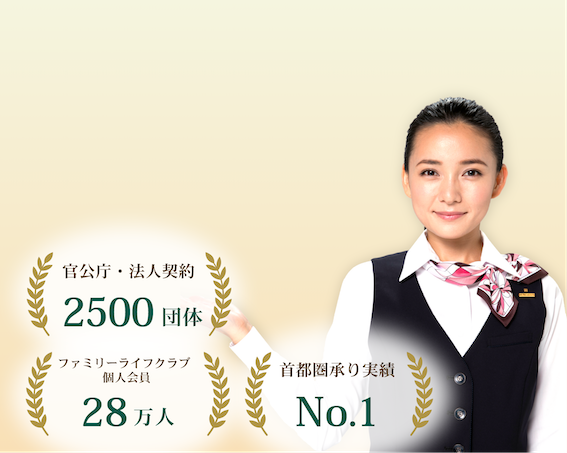 官公庁・法人契約
2500団体
ファミリーライフクラブ
個人会員
28万人
首都圏承り実績
No.1